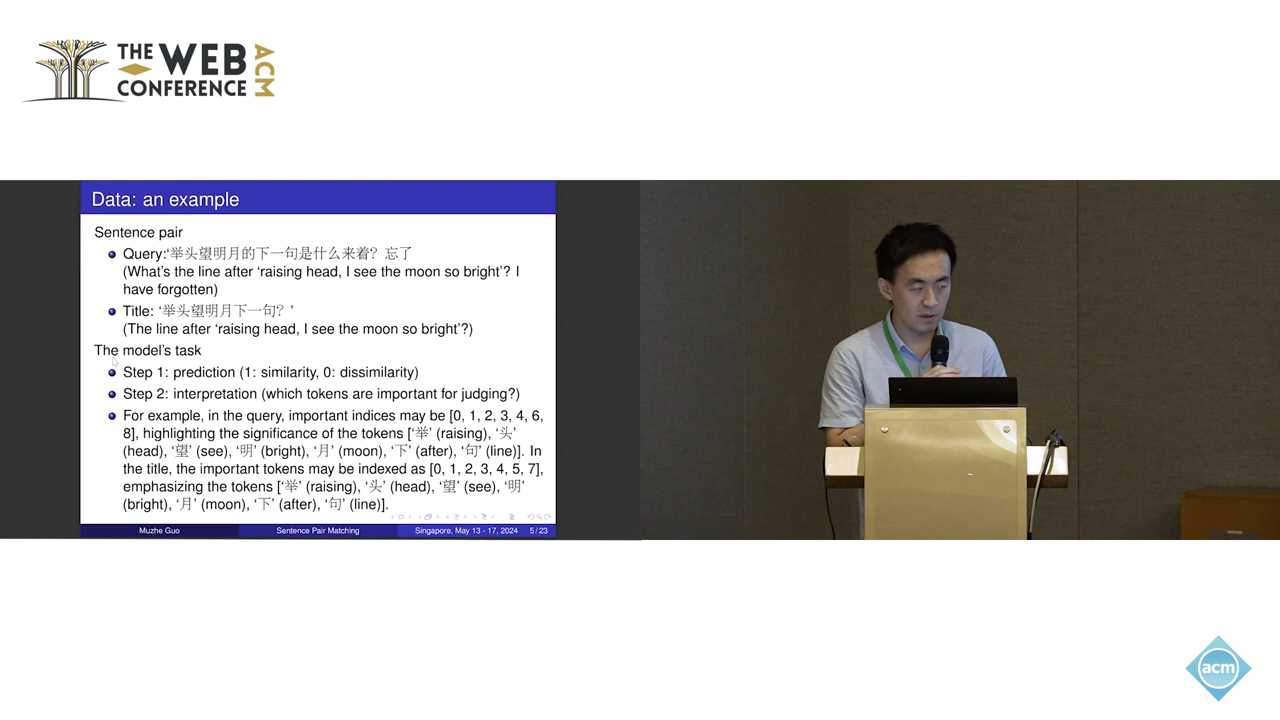 THE WEB
CONFERENCE
ACM
Data: an example
Sentence pair
Query:‘举头望明月的下一句是什么来着？忘了
(What's the line after ‘raising head, I see the moon so bright’? I
have forgotten)
Title: ‘举头望明月下一句？’
(The line after ‘raising head, I see the moon so bright’?)
The model's task
Step 1: prediction (1: similarity, 0: dissimilarity)
Step 2: interpretation (which tokens are important for judging?)
For example, in the query, important indices may be [0, 1, 2, 3, 4, 6,
8], highlighting the significance of the tokens [‘举’ (raising), ‘头’
(head), ‘望’ (see), ‘明’ (bright), ‘月’ (moon), ‘下’ (after), ‘句’ (line)]. In
the title, the important tokens may be indexed as [0, 1, 2, 3, 4, 5, 7],
emphasizing the tokens [‘举’ (raising), ‘头’ (head), ‘望’ (see), ‘明’
(bright), ‘月’ (moon), ‘下’ (after), ‘句’ (line)].
Muzhe Guo Sentence Pair Matching Singapore, May 13 - 17, 2024 5 / 23
acm